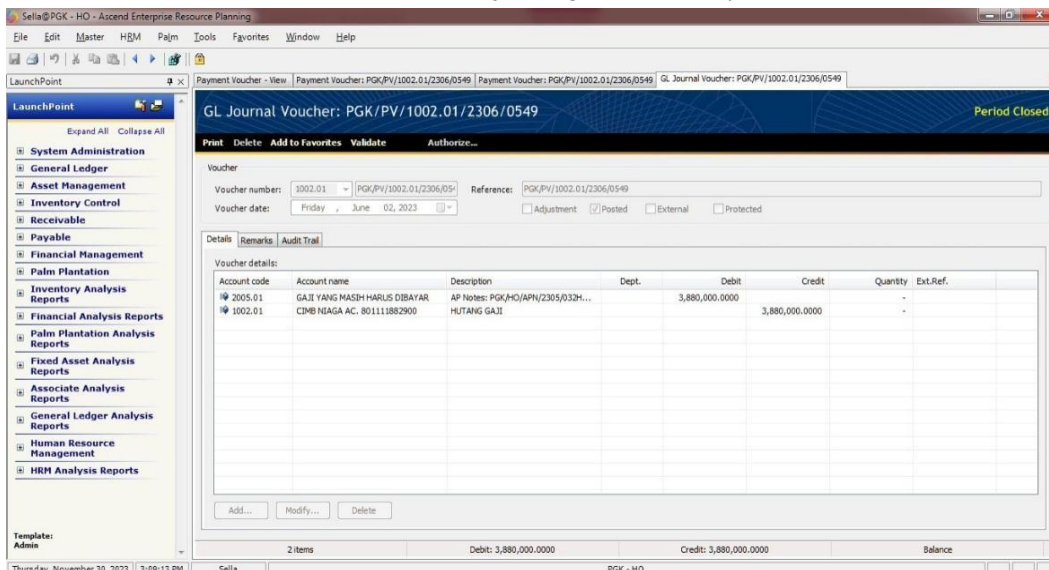 Sella@PGK - HO - Ascend Enterprise Resource Planning
File Edit Master HRM Palm Tools Favorites Window Help
LaunchPoint
Payment Voucher - View Payment Voucher: PGK/PV/1002.01/2306/0549 Payment Voucher: PGK/PV/1002.01/2306/0549 GL Journal Voucher: PGK/PV/1002.01/2306/0549
LaunchPoint
Expand All Collapse All
System Administration
General Ledger
Asset Management
Inventory Control
Receivable
Payable
Financial Management
Palm Plantation
Inventory Analysis
Reports
Financial Analysis Reports
Palm Plantation Analysis
Reports
Fixed Asset Analysis
Reports
Associate Analysis
Reports
General Ledger Analysis
Reports
Human Resource
Management
HRM Analysis Reports
Template:
Admin
GL Journal Voucher: PGK/PV/1002.01/2306/0549 Period Closed
Print Delete Add to Favorites Validate Authorize...
Voucher
Voucher number: 1002.01 PGK/PV/1002.01/2306/05 Reference: PGK/PV/1002.01/2306/0549
Voucher date: Friday , June 02, 2023 Adjustment Posted External Protected
Details Remarks Audit Trail
Voucher details:
Account code Account name Description Dept. Debit Credit Quantity Ext.Ref.
2005.01 GAJI YANG MASIH HARUS DIBAYAR AP Notes: PGK/HO/APN/2305/032H... 3,880,000.0000 -
1002.01 CIMB NIAGA AC. 801111882900 HUTANG GAJI 3,880,000.0000 -
Add... Modify... Delete
2 items Debit: 3,880,000.0000 Credit: 3,880,000.0000 Balance
Thursday, November 30, 2023 3:09:13 PM Sella PGK - HO